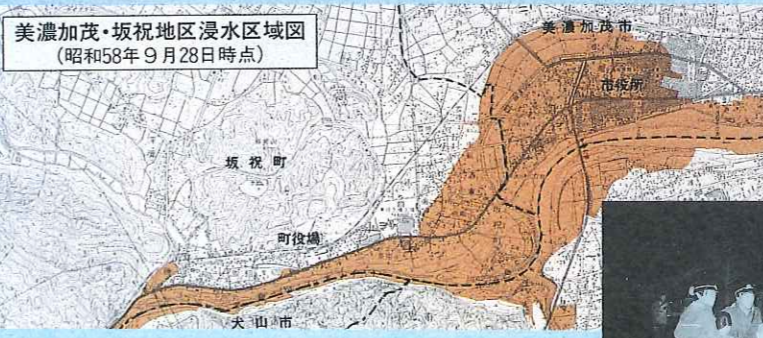 美濃加茂・坂祝地区浸水区域図
(昭和58年9月28日時点)
美濃加茂市
市役所
坂祝町
町役場
犬山市